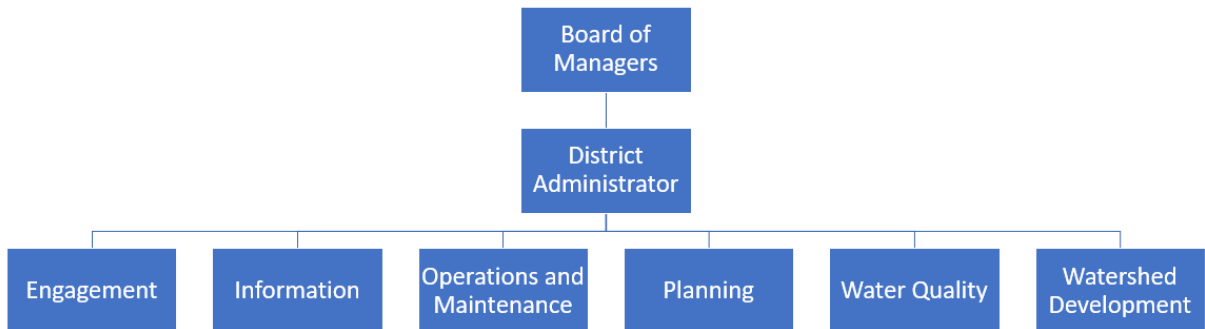 Board of
Managers
District
Administrator
Engagement
Information
Operations and
Maintenance
Planning
Water Quality
Watershed
Development